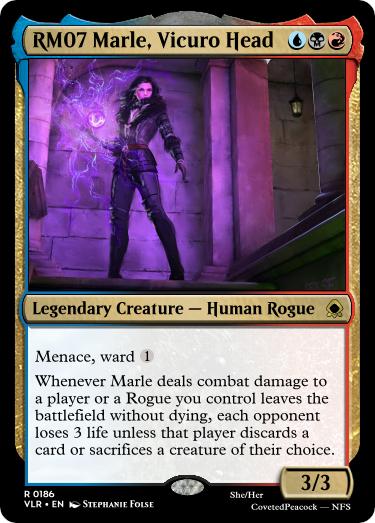 RM07 Marle, Vicuro Head
Legendary Creature — Human Rogue
Menace, ward 1
Whenever Marle deals combat damage to
a player or a Rogue you control leaves the
battlefield without dying, each opponent
loses 3 life unless that player discards a
card or sacrifices a creature of their choice.
3/3
R 0186
VLR • EN Stephanie Folse
She/Her
CovetedPeacock — NFS